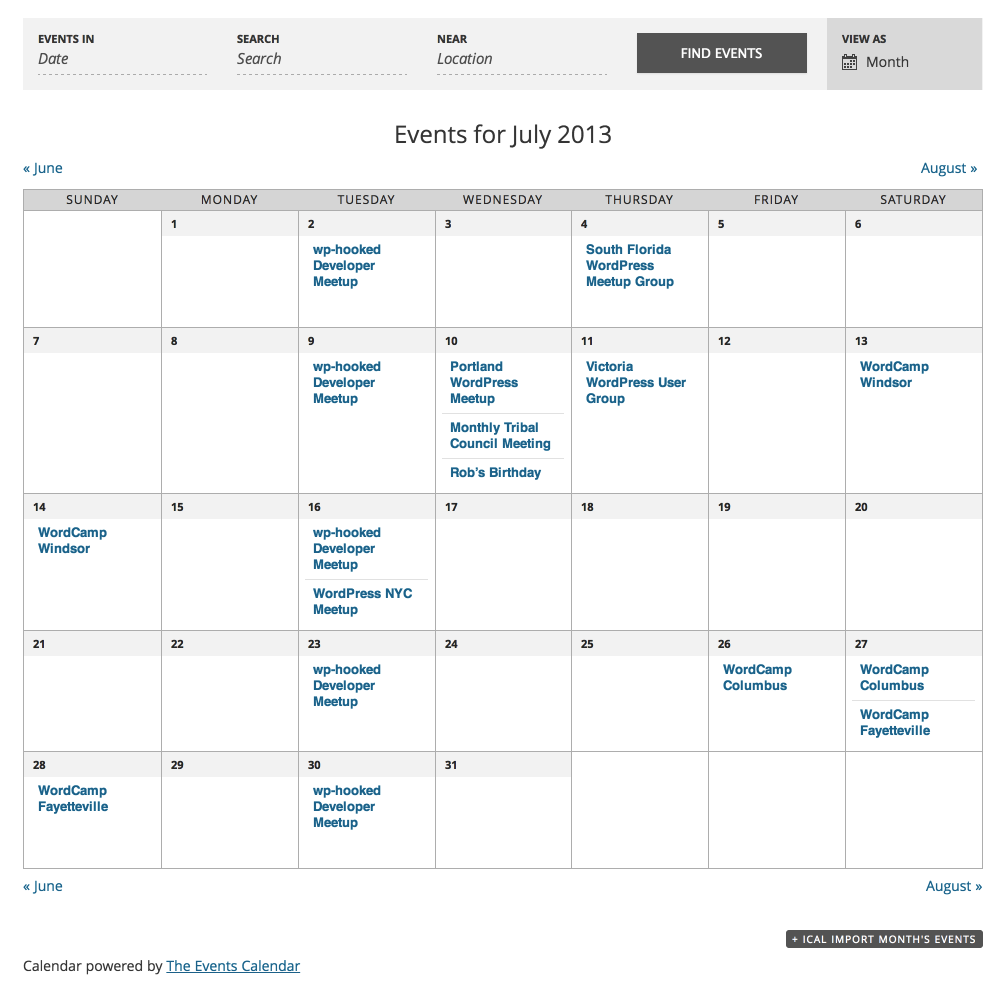 EVENTS IN SEARCH NEAR VIEW AS
Date Search Location FIND EVENTS Month
Events for July 2013
« June August »
SUNDAY MONDAY TUESDAY WEDNESDAY THURSDAY FRIDAY SATURDAY
1 2 3 4 5 6
wp-hooked South Florida
Developer WordPress
Meetup Meetup Group
7 8 9 10 11 12 13
wp-hooked Portland Victoria WordCamp
Developer WordPress WordPress User Windsor
Meetup Meetup Group
Monthly Tribal
Council Meeting
Rob’s Birthday
14 15 16 17 18 19 20
WordCamp wp-hooked
Windsor Developer
Meetup
WordPress NYC
Meetup
21 22 23 24 25 26 27
wp-hooked WordCamp WordCamp
Developer Columbus Columbus
Meetup
WordCamp
Fayetteville
28 29 30 31
WordCamp wp-hooked
Fayetteville Developer
Meetup
« June August »
+ ICAL IMPORT MONTH'S EVENTS
Calendar powered by The Events Calendar